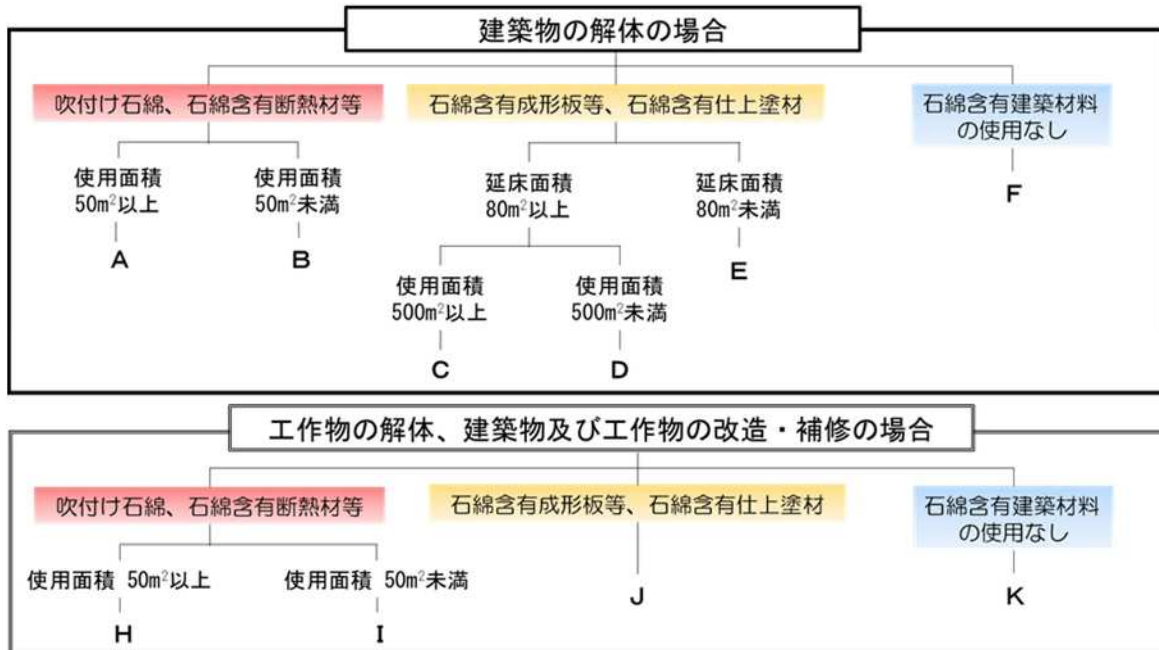 建築物の解体の場合
吹付け石綿、石綿含有断熱材等
石綿含有成形板等、石綿含有仕上塗材
石綿含有建築材料
の使用なし
使用面積
50m²以上
使用面積
50m²未満
延床面積
80m²以上
延床面積
80m²未満
F
A
B
使用面積
500m²以上
使用面積
500m²未満
E
C
D
工作物の解体、建築物及び工作物の改造・補修の場合
吹付け石綿、石綿含有断熱材等
石綿含有成形板等、石綿含有仕上塗材
石綿含有建築材料
の使用なし
使用面積 50m²以上
使用面積 50m²未満
J
K
H
I